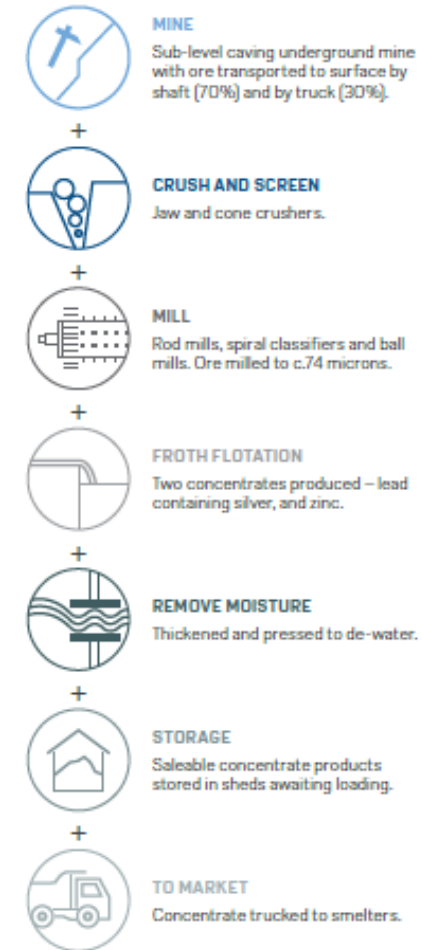 MINE
Sub-level caving underground mine
with ore transported to surface by
shaft (70%) and by truck (30%).
+
CRUSH AND SCREEN
Jaw and cone crushers.
+
MILL
Rod mills, spiral classifiers and ball
mills. Ore milled to c.74 microns.
+
FROTH FLOTATION
Two concentrates produced – lead
containing silver, and zinc.
+
REMOVE MOISTURE
Thickened and pressed to de-water.
+
STORAGE
Saleable concentrate products
stored in sheds awaiting loading.
+
TO MARKET
Concentrate trucked to smelters.